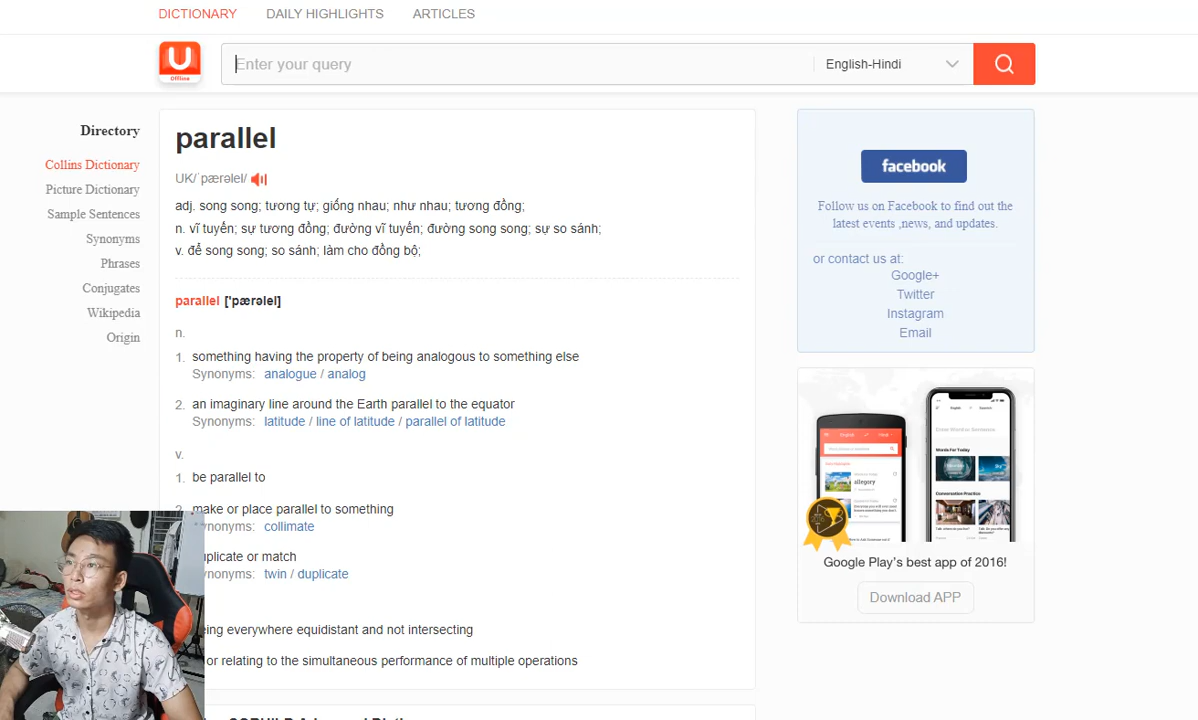 DICTIONARY DAILY HIGHLIGHTS ARTICLES
U
Offline
Enter your query
English-Hindi
Directory
Collins Dictionary
Picture Dictionary
Sample Sentences
Synonyms
Phrases
Conjugates
Wikipedia
Origin
parallel
UK/ˈpærəlel/
adj. song song; tương tự; giống nhau; như nhau; tương đồng;
n. vĩ tuyến; sự tương đồng; đường vĩ tuyến; đường song song; sự so sánh;
v. để song song; so sánh; làm cho đồng bộ;
parallel ['pærəlel]
n.
1. something having the property of being analogous to something else
Synonyms: analogue / analog
2. an imaginary line around the Earth parallel to the equator
Synonyms: latitude / line of latitude / parallel of latitude
v.
1. be parallel to
make or place parallel to something
nonyms: collimate
uplicate or match
nonyms: twin / duplicate
eing everywhere equidistant and not intersecting
or relating to the simultaneous performance of multiple operations
facebook
Follow us on Facebook to find out the
latest events ,news, and updates.
or contact us at:
Google+
Twitter
Instagram
Email
allegory
Words For Today
Conversation Practice
Google Play's best app of 2016!
Download APP